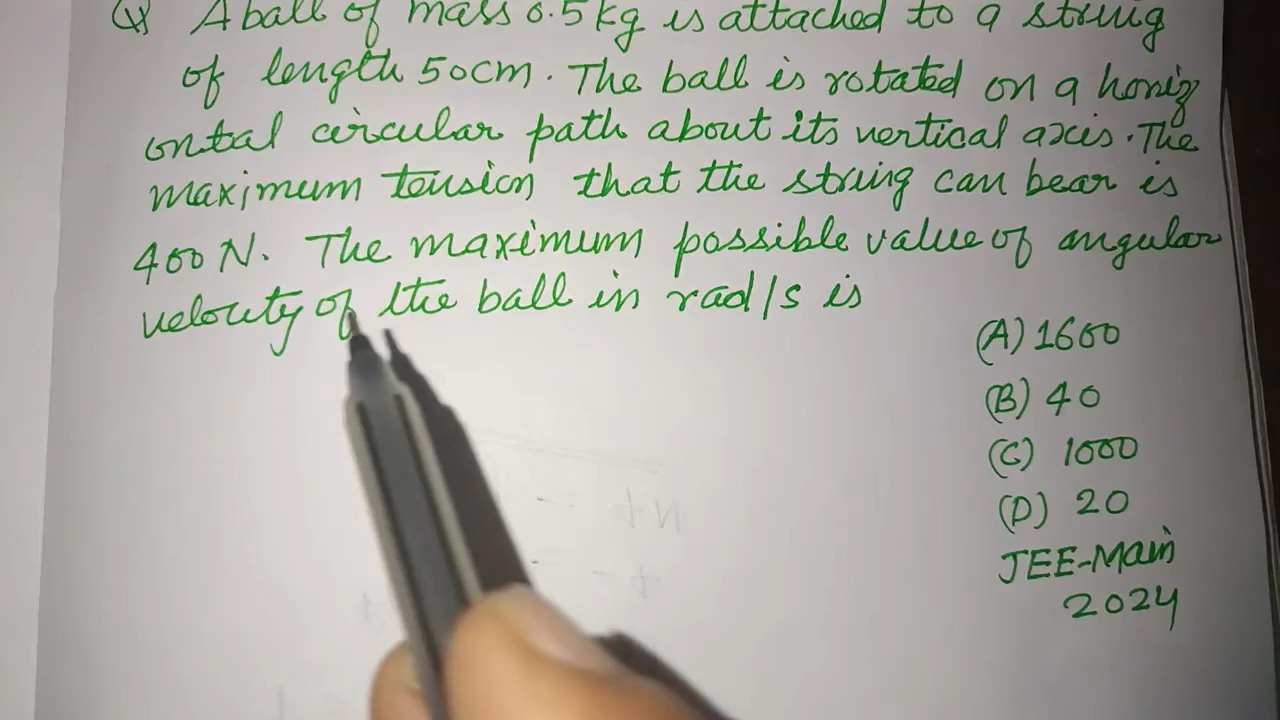 Q) A ball of mass 0.5 kg is attached to a string
of length 50cm. The ball is rotated on a horiz
ontal circular path about its vertical axis. The
maximum tension that the string can bear is
400 N. The maximum possible value of angular
velocity of the ball in rad/s is
(A) 1600
(B) 40
(C) 1000
(D) 20
JEE-Main
2024